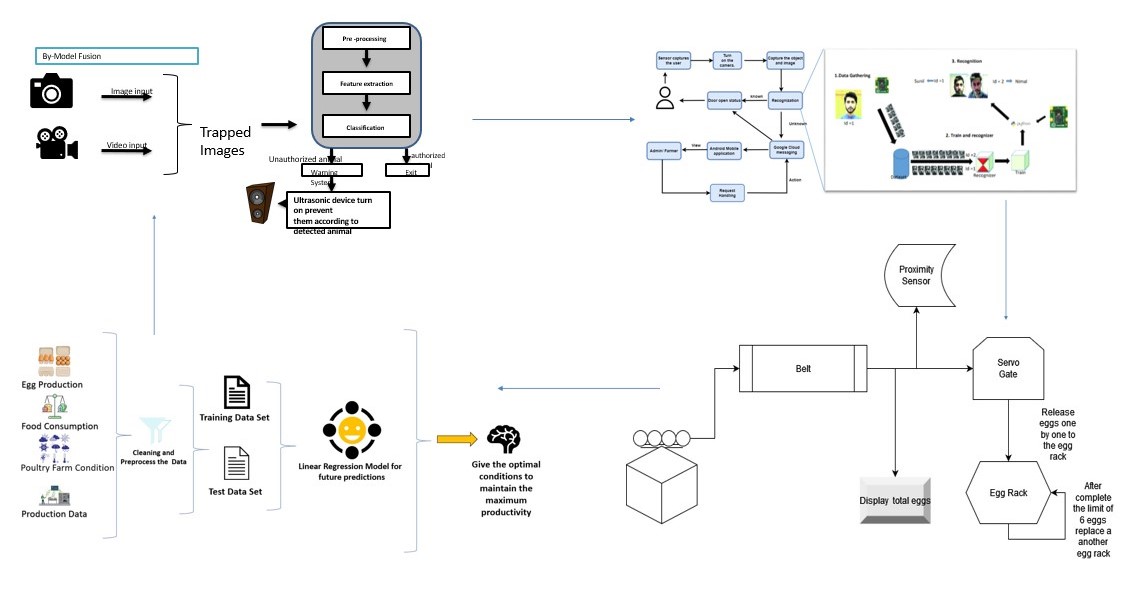 By-Model Fusion
Image input
Video input
Trapped
Images
Pre -processing
Feature extraction
Classification
Unauthorized animal
authorized
Warning
System
Exit
Ultrasonic device turn
on prevent
them according to
detected animal
Sensor captures
the user
Turn
on the
camera
Capture the object
and image
Door open status
known
Recognization
Unknown
Admin/ Farmer
View
Android Mobile
application
Google Cloud
messaging
Action
Request
Handling
1.Data Gathering
Id =1
3. Recognition
Sunil
Id =1
Id = 2
Nimal
2. Train and recognizer
python
Dataset
Id =2
Id =1
Recognizer
Train
Proximity
Sensor
Belt
Servo
Gate
Release
eggs one
by one to
the egg
rack
Display total eggs
Egg Rack
After
complete
the limit of
6 eggs
replace a
another
egg rack
Egg Production
Food Consumption
Poultry Farm Condition
Production Data
Cleaning and
Preprocess the Data
Training Data Set
Test Data Set
Linear Regression Model for
future predictions
Give the optimal
conditions to
maintain the
maximum
productivity